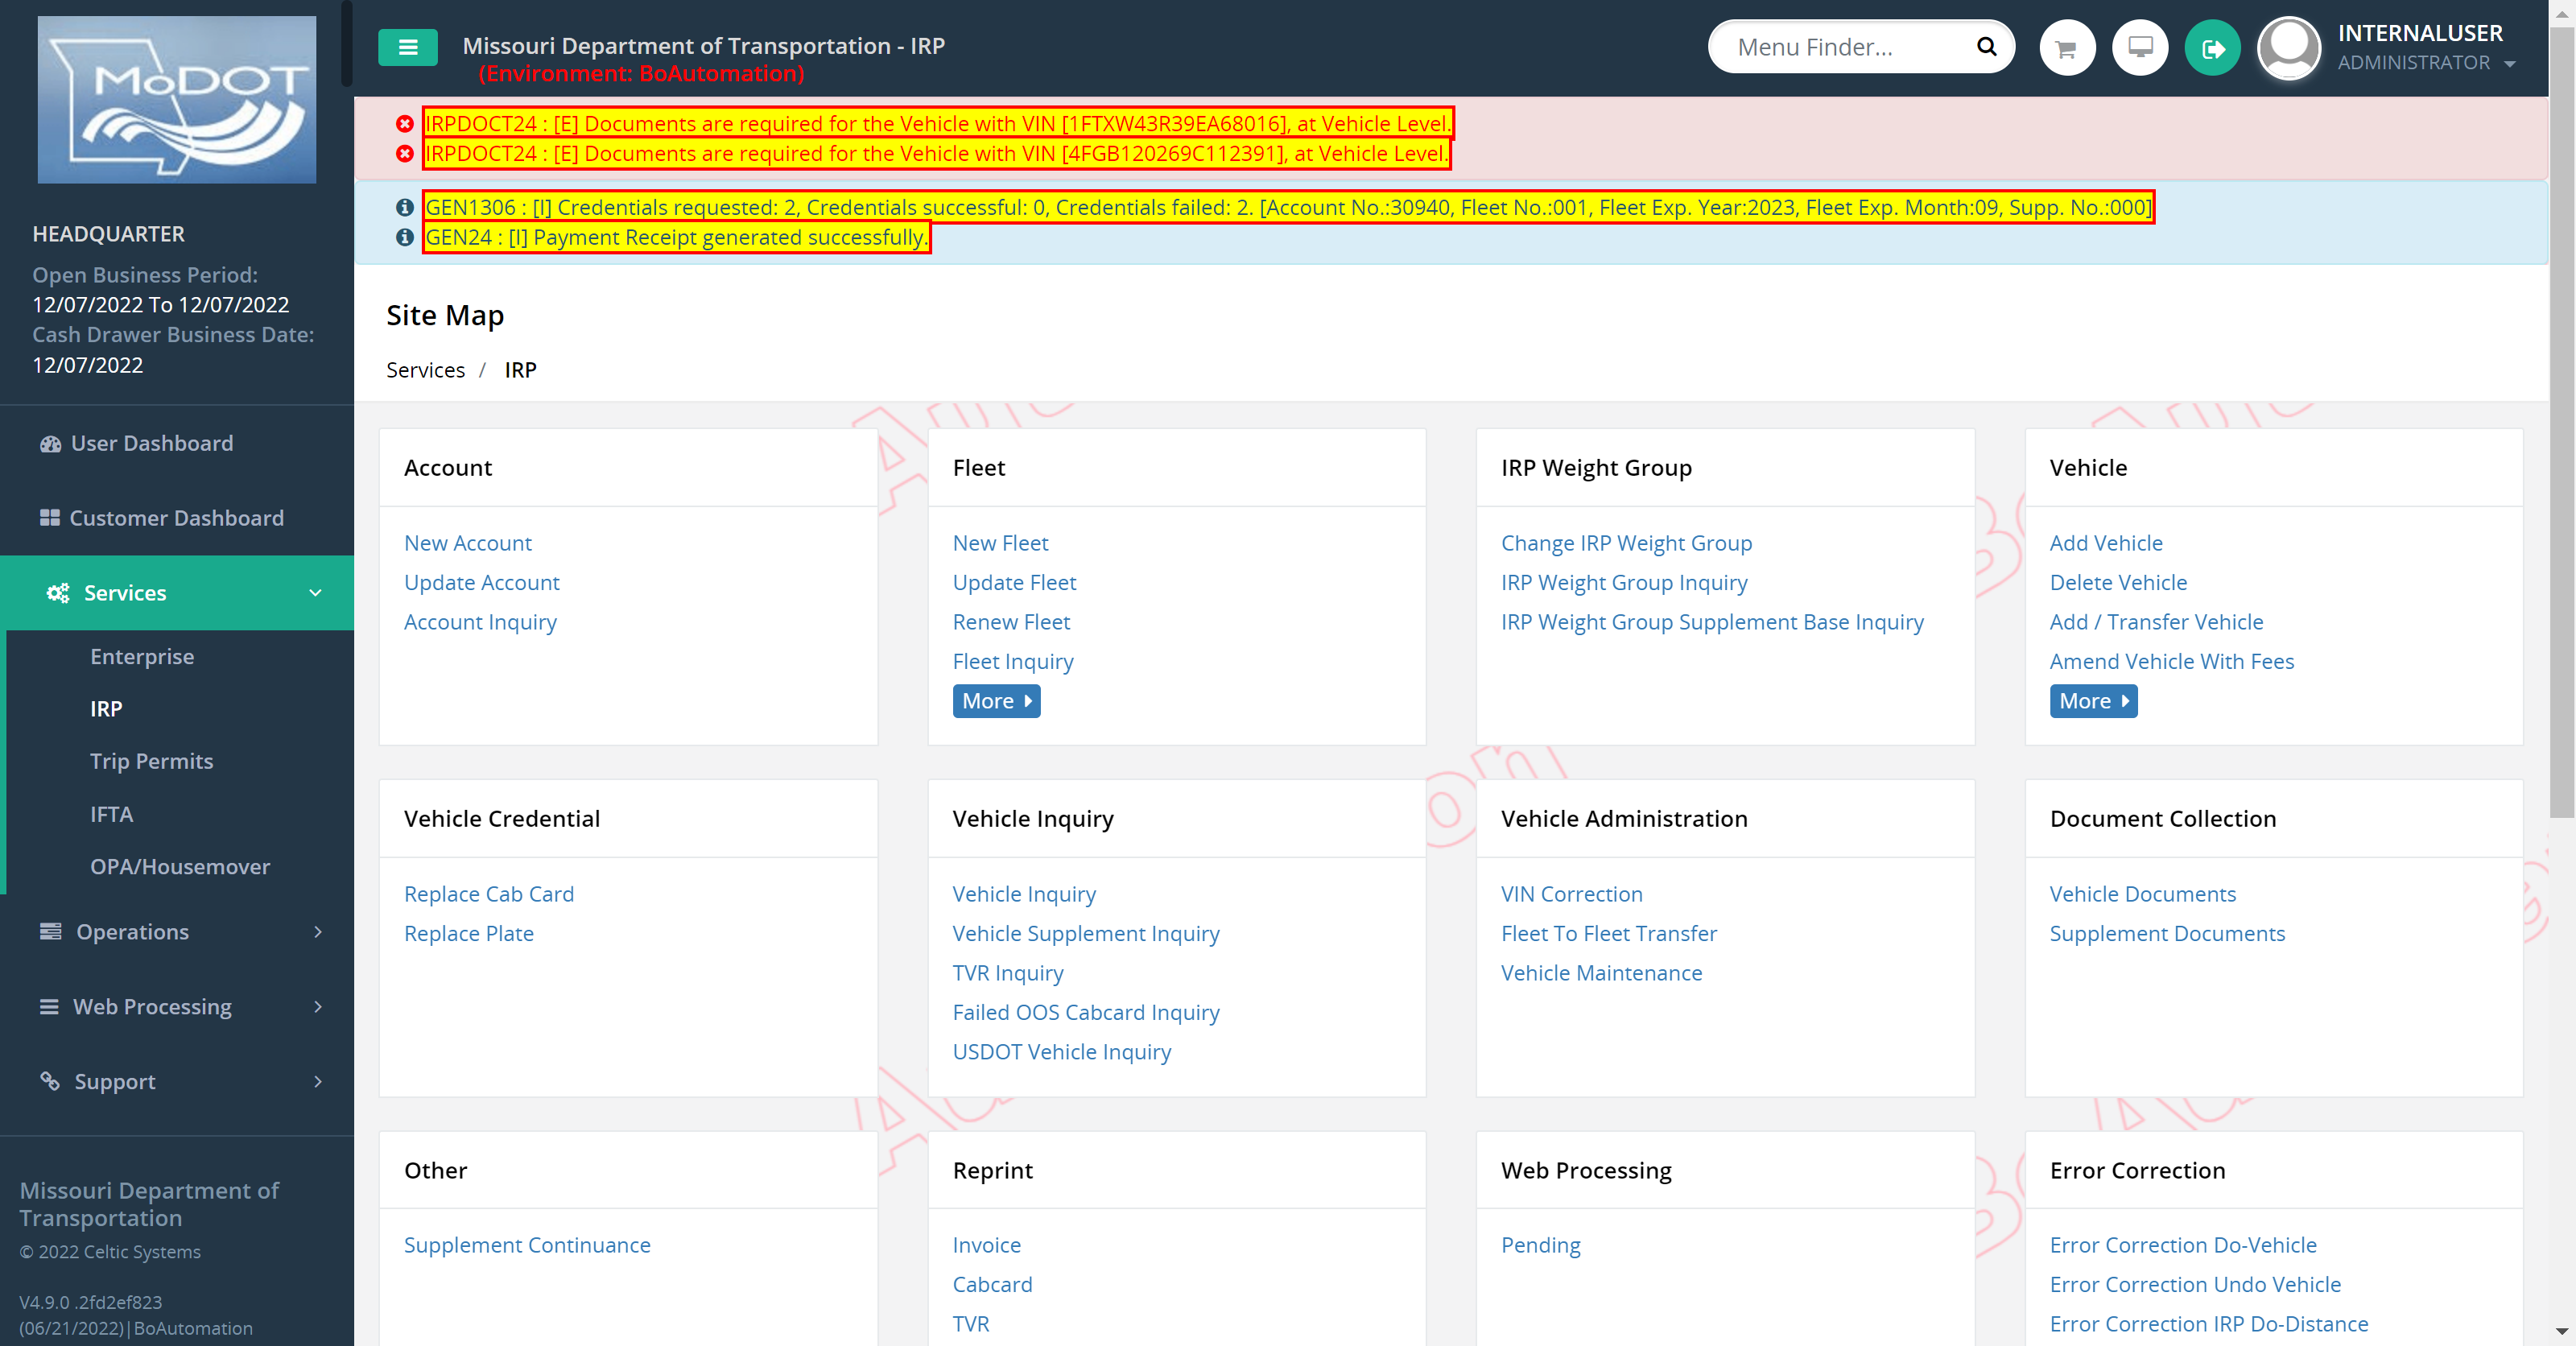 MoDOT
HEADQUARTER
Open Business Period:
12/07/2022 To 12/07/2022
Cash Drawer Business Date:
12/07/2022
User Dashboard
Customer Dashboard
Services
Enterprise
IRP
Trip Permits
IFTA
OPA/Housemover
Operations
Web Processing
Support
Missouri Department of
Transportation
© 2022 Celtic Systems
V4.9.0 .2fd2ef823
(06/21/2022)|BoAutomation
Missouri Department of Transportation - IRP
(Environment: BoAutomation)
Menu Finder...
INTERNALUSER
ADMINISTRATOR
IRPDOCT24 : [E] Documents are required for the Vehicle with VIN [1FTXW43R39EA68016], at Vehicle Level.
IRPDOCT24 : [E] Documents are required for the Vehicle with VIN [4FGB120269C112391], at Vehicle Level.
GEN1306 : [I] Credentials requested: 2, Credentials successful: 0, Credentials failed: 2. [Account No.:30940, Fleet No.:001, Fleet Exp. Year:2023, Fleet Exp. Month:09, Supp. No.:000]
GEN24 : [I] Payment Receipt generated successfully.
Site Map
Services / IRP
Account
New Account
Update Account
Account Inquiry
Fleet
New Fleet
Update Fleet
Renew Fleet
Fleet Inquiry
More
IRP Weight Group
Change IRP Weight Group
IRP Weight Group Inquiry
IRP Weight Group Supplement Base Inquiry
Vehicle
Add Vehicle
Delete Vehicle
Add / Transfer Vehicle
Amend Vehicle With Fees
More
Vehicle Credential
Replace Cab Card
Replace Plate
Vehicle Inquiry
Vehicle Inquiry
Vehicle Supplement Inquiry
TVR Inquiry
Failed OOS Cabcard Inquiry
USDOT Vehicle Inquiry
Vehicle Administration
VIN Correction
Fleet To Fleet Transfer
Vehicle Maintenance
Document Collection
Vehicle Documents
Supplement Documents
Other
Supplement Continuance
Reprint
Invoice
Cabcard
TVR
Web Processing
Pending
Error Correction
Error Correction Do-Vehicle
Error Correction Undo Vehicle
Error Correction IRP Do-Distance